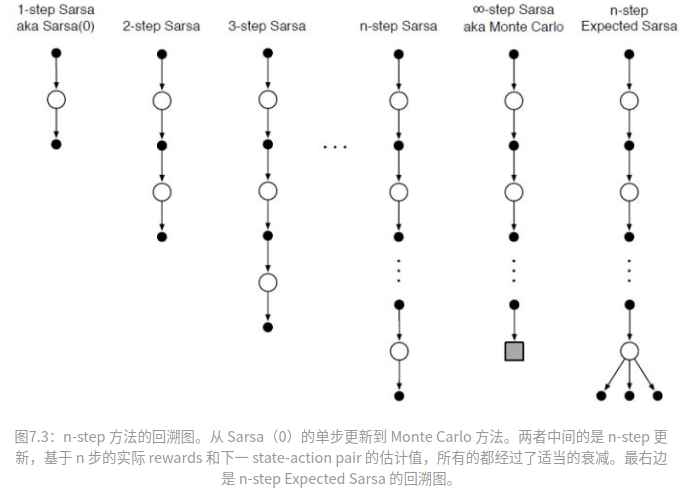 1-step Sarsa
aka Sarsa(0)
2-step Sarsa
3-step Sarsa
n-step Sarsa
∞-step Sarsa
aka Monte Carlo
n-step
Expected Sarsa
图7.3：n-step 方法的回溯图。从 Sarsa（0）的单步更新到 Monte Carlo 方法。两者中间的是 n-step 更
新，基于 n 步的实际 rewards 和下一 state-action pair 的估计值，所有的都经过了适当的衰减。最右边
是 n-step Expected Sarsa 的回溯图。